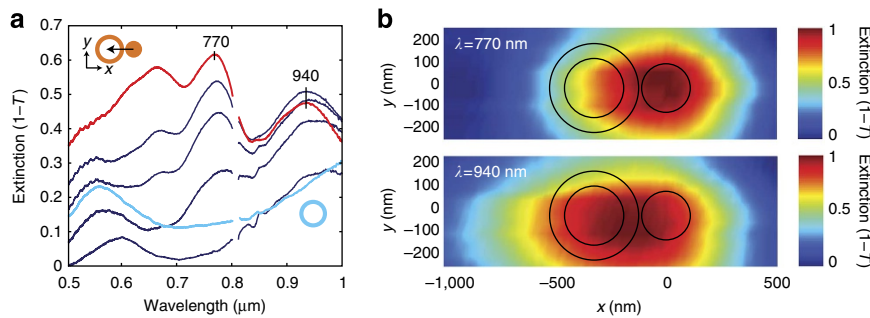 a
0.7
0.6
0.5
0.4
0.3
0.2
0.1
0
Extinction (1–T)
y
x
770
940
0.5
0.6
0.7
0.8
0.9
1
Wavelength (μm)
b
λ=770 nm
200
100
0
–100
–200
y (nm)
1
0.5
0
Extinction (1–T)
λ=940 nm
200
100
0
–100
–200
y (nm)
1
0.5
0
Extinction (1–T)
–1,000
–500
0
500
x (nm)